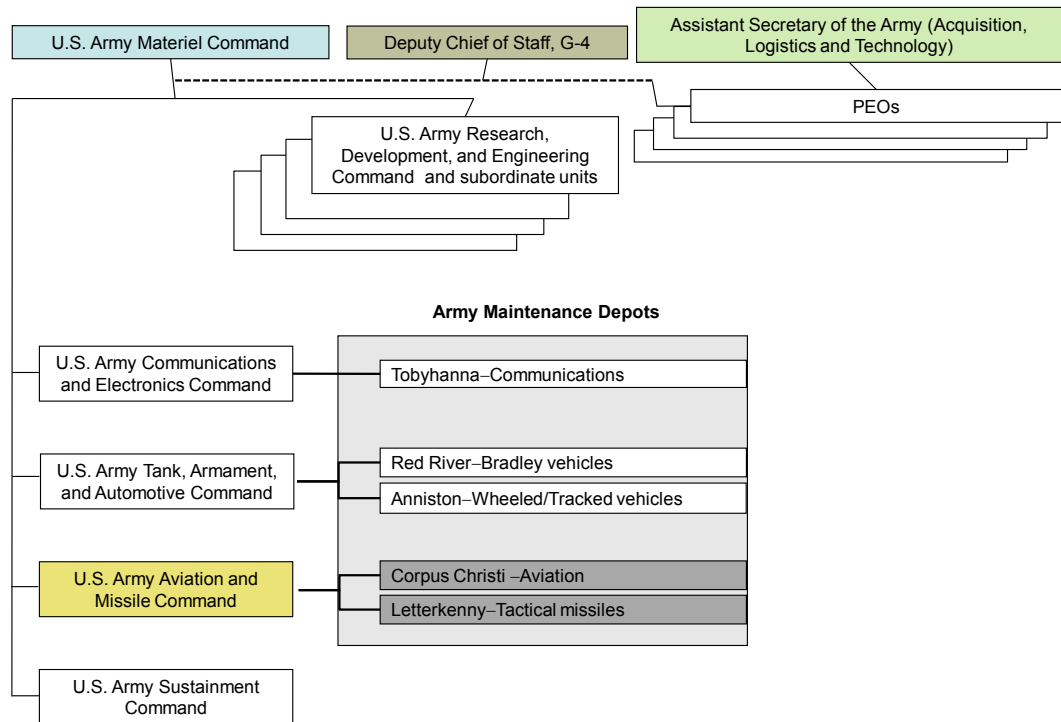 U.S. Army Materiel Command
Deputy Chief of Staff, G-4
Assistant Secretary of the Army (Acquisition,
Logistics and Technology)
PEOs
U.S. Army Research,
Development, and Engineering
Command and subordinate units
Army Maintenance Depots
U.S. Army Communications
and Electronics Command
Tobyhanna–Communications
U.S. Army Tank, Armament,
and Automotive Command
Red River–Bradley vehicles
Anniston–Wheeled/Tracked vehicles
U.S. Army Aviation and
Missile Command
Corpus Christi –Aviation
Letterkenny–Tactical missiles
U.S. Army Sustainment
Command